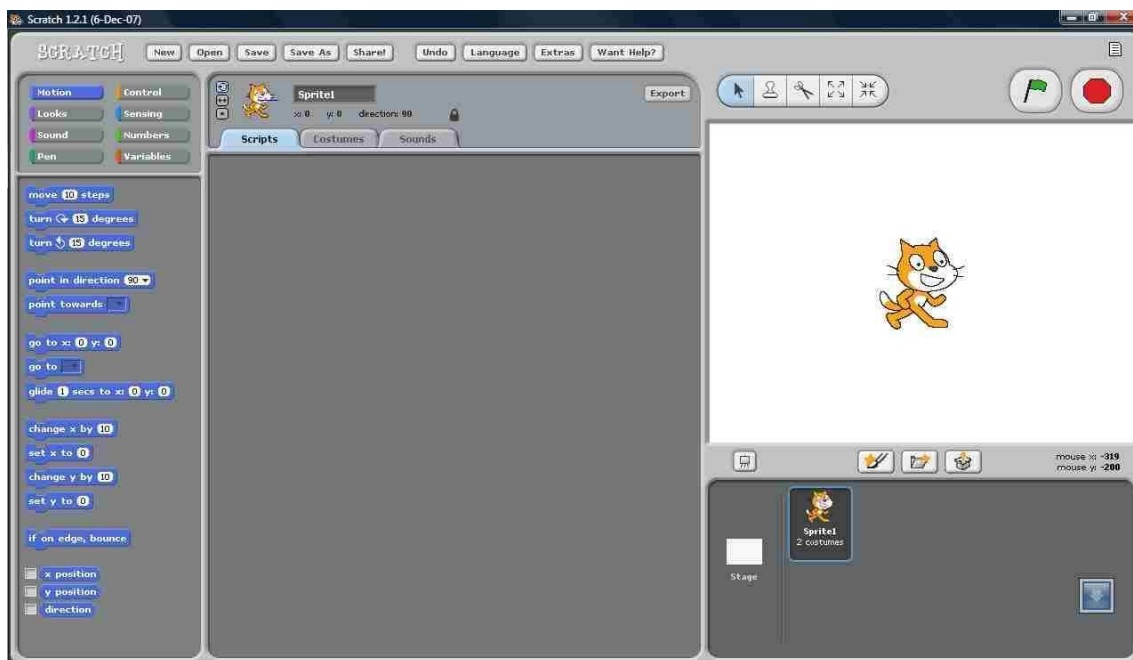 Scratch 1.2.1 (6-Dec-07)
SCRATCH New Open Save Save As Share! Undo Language Extras Want Help?
Motion Control
Looks Sensing
Sound Numbers
Pen Variables
move 10 steps
turn 15 degrees
turn 15 degrees
point in direction 90
point towards
go to x: 0 y: 0
go to
glide 1 secs to x: 0 y: 0
change x by 10
set x to 0
change y by 10
set y to 0
if on edge, bounce
x position
y position
direction
Sprite1
Export
x: 0 y: 0 direction: 90
Scripts Costumes Sounds
mouse x: -319
mouse y: -200
Sprite1
2 costumes
Stage